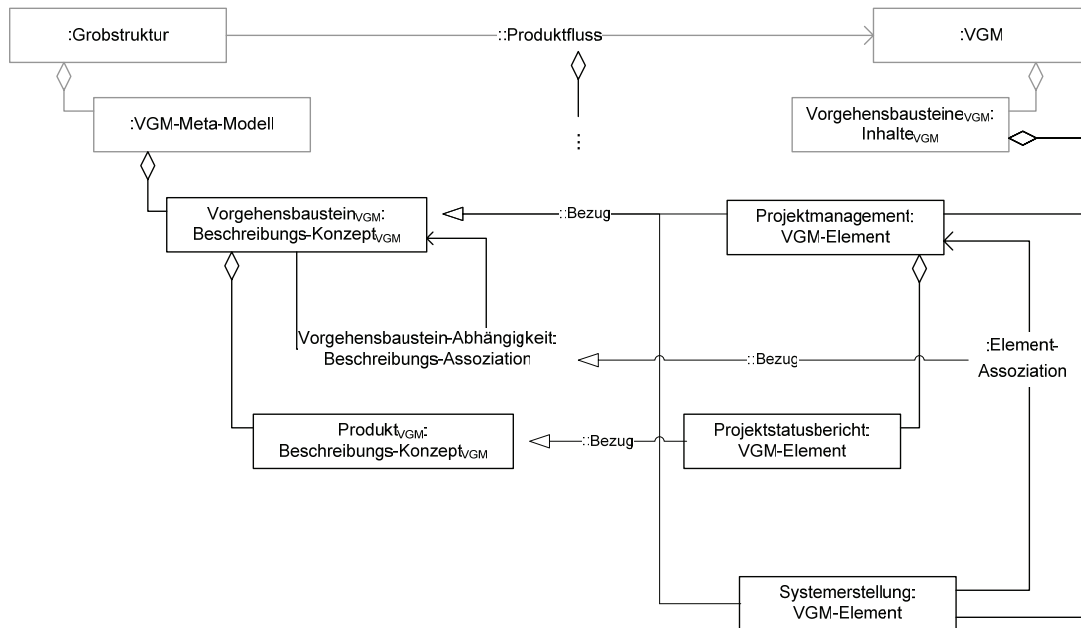 :Grobstruktur
::Produktfluss
:VGM
:VGM-Meta-Modell
VorgehensbausteineVGM:
InhalteVGM
⋮
VorgehensbausteinVGM:
Beschreibungs-KonzeptVGM
::Bezug
Projektmanagement:
VGM-Element
Vorgehensbaustein-Abhängigkeit:
Beschreibungs-Assoziation
::Bezug
:Element-
Assoziation
ProduktVGM:
Beschreibungs-KonzeptVGM
::Bezug
Projektstatusbericht:
VGM-Element
Systemerstellung:
VGM-Element